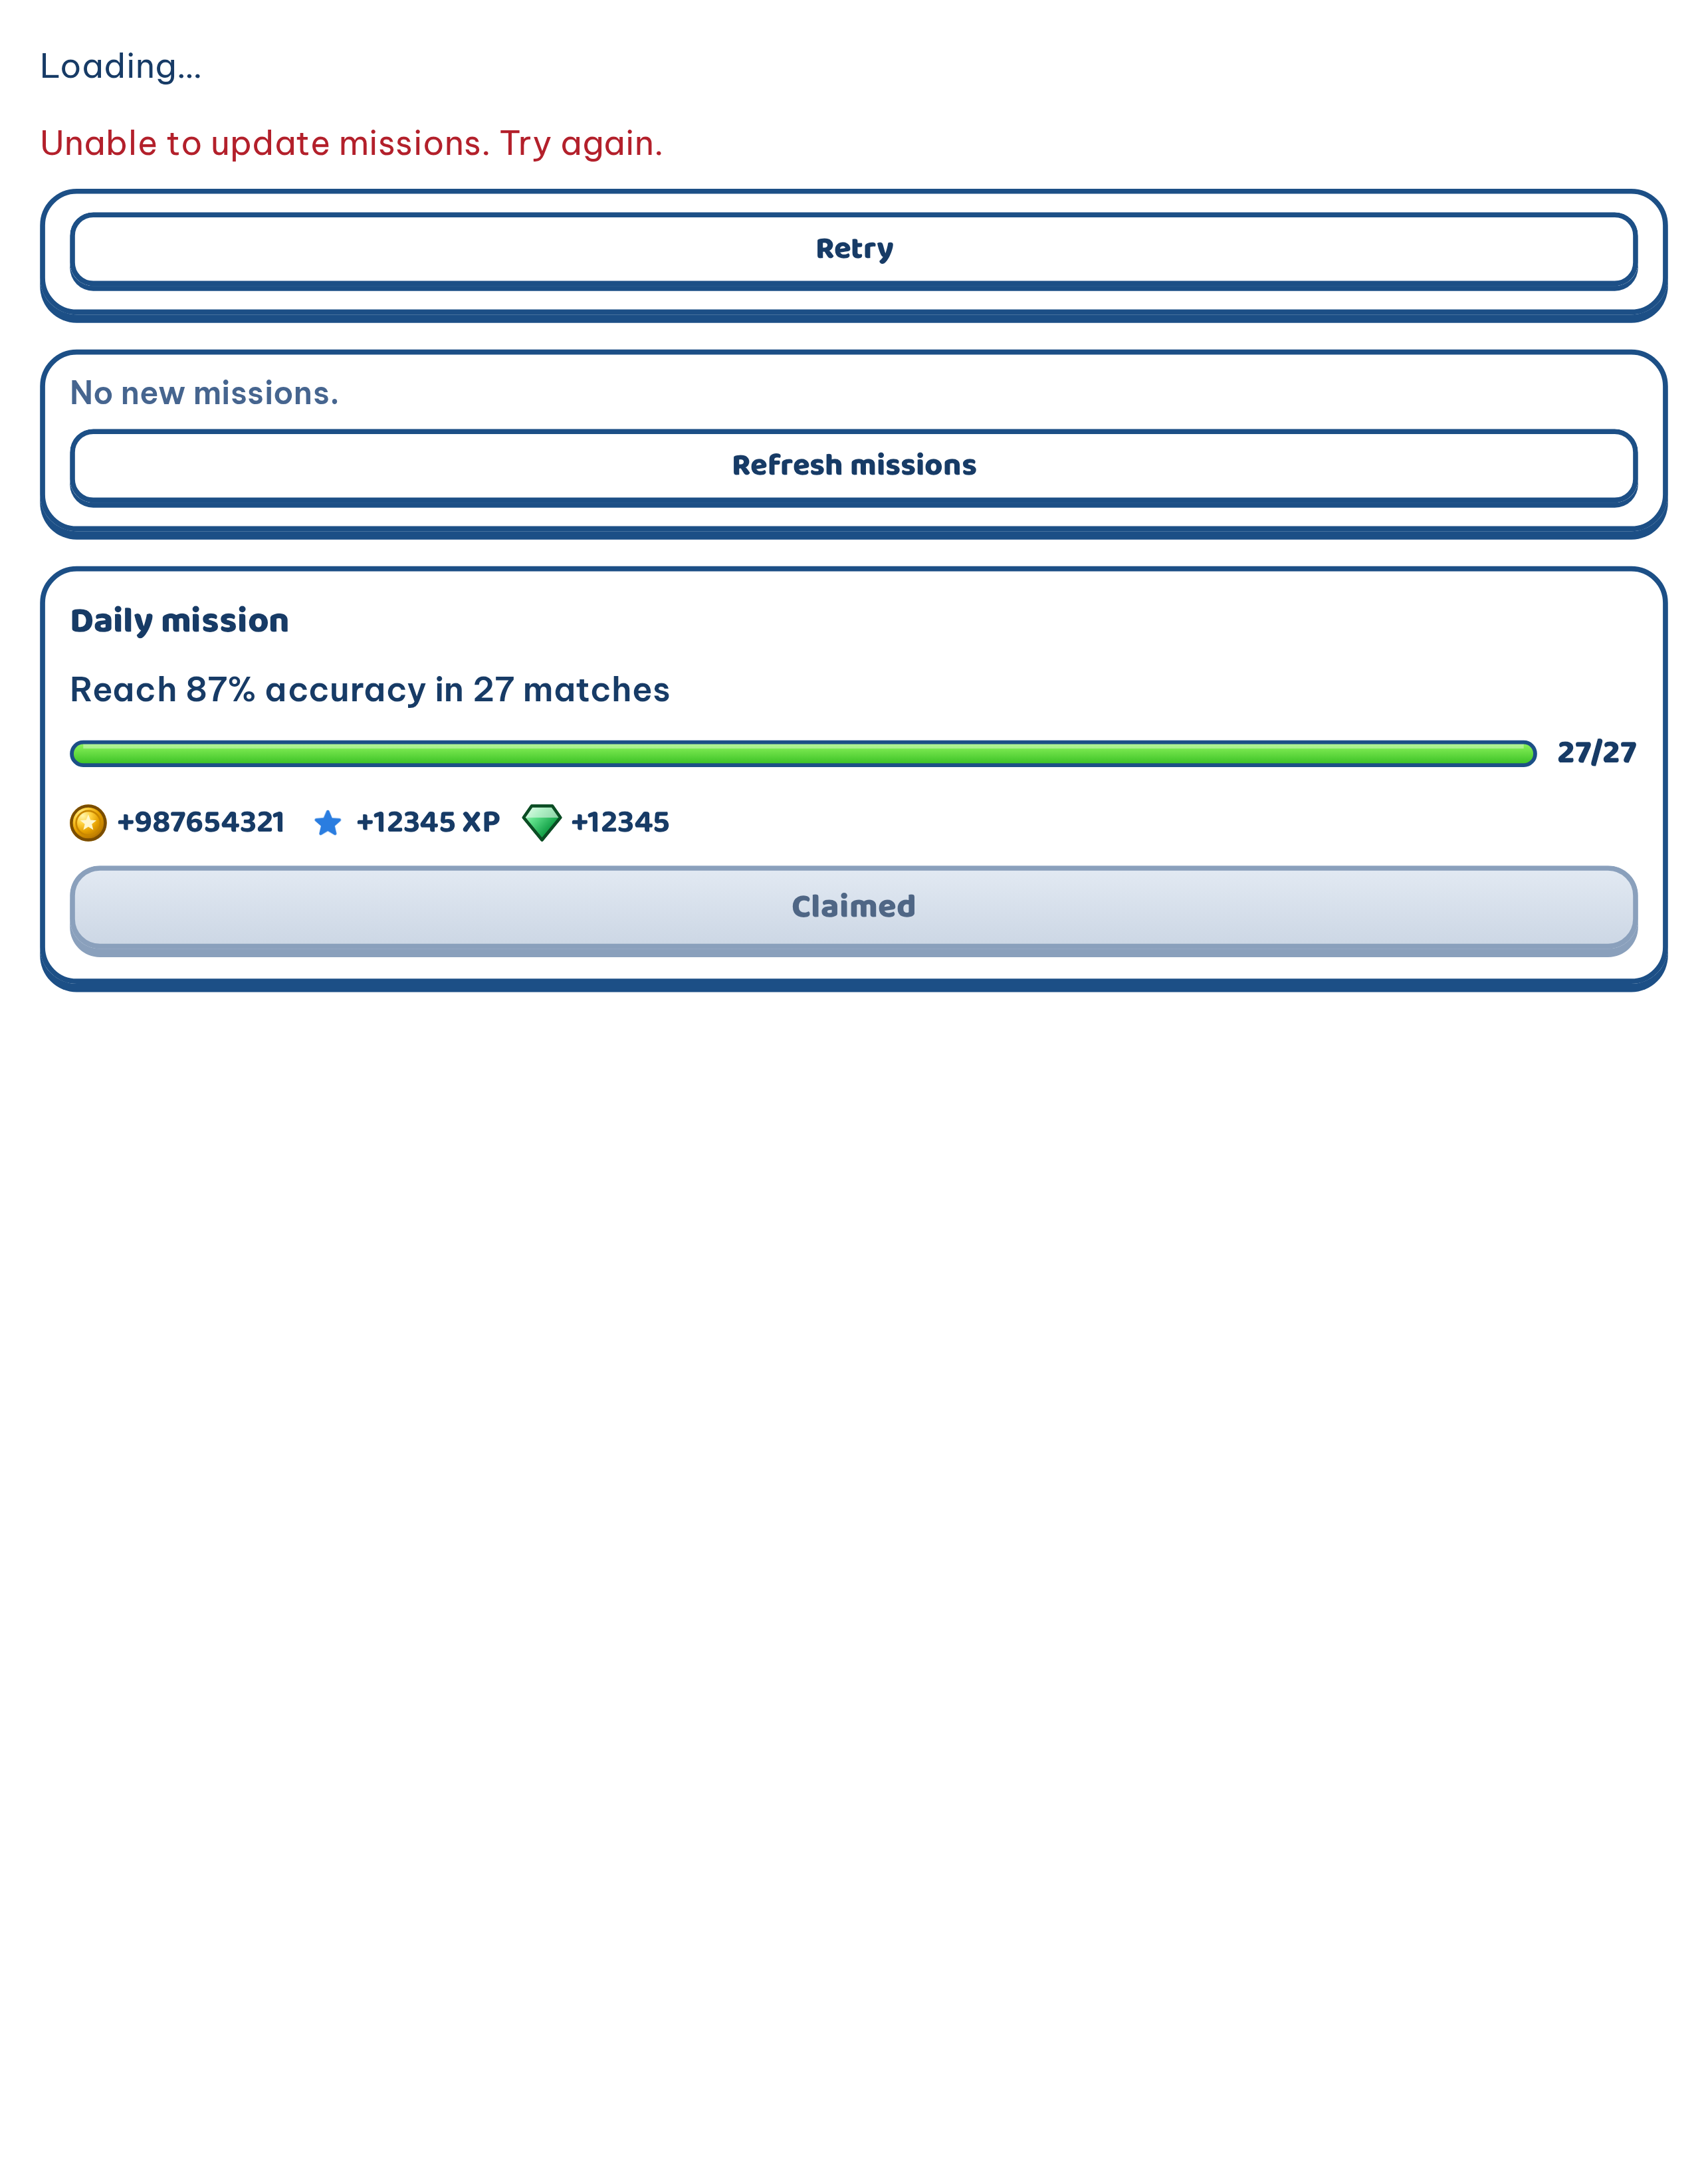 Loading...
Unable to update missions. Try again.
Retry
No new missions.
Refresh missions
Daily mission
Reach 87% accuracy in 27 matches
27/27
+987654321 +12345 XP +12345
Claimed